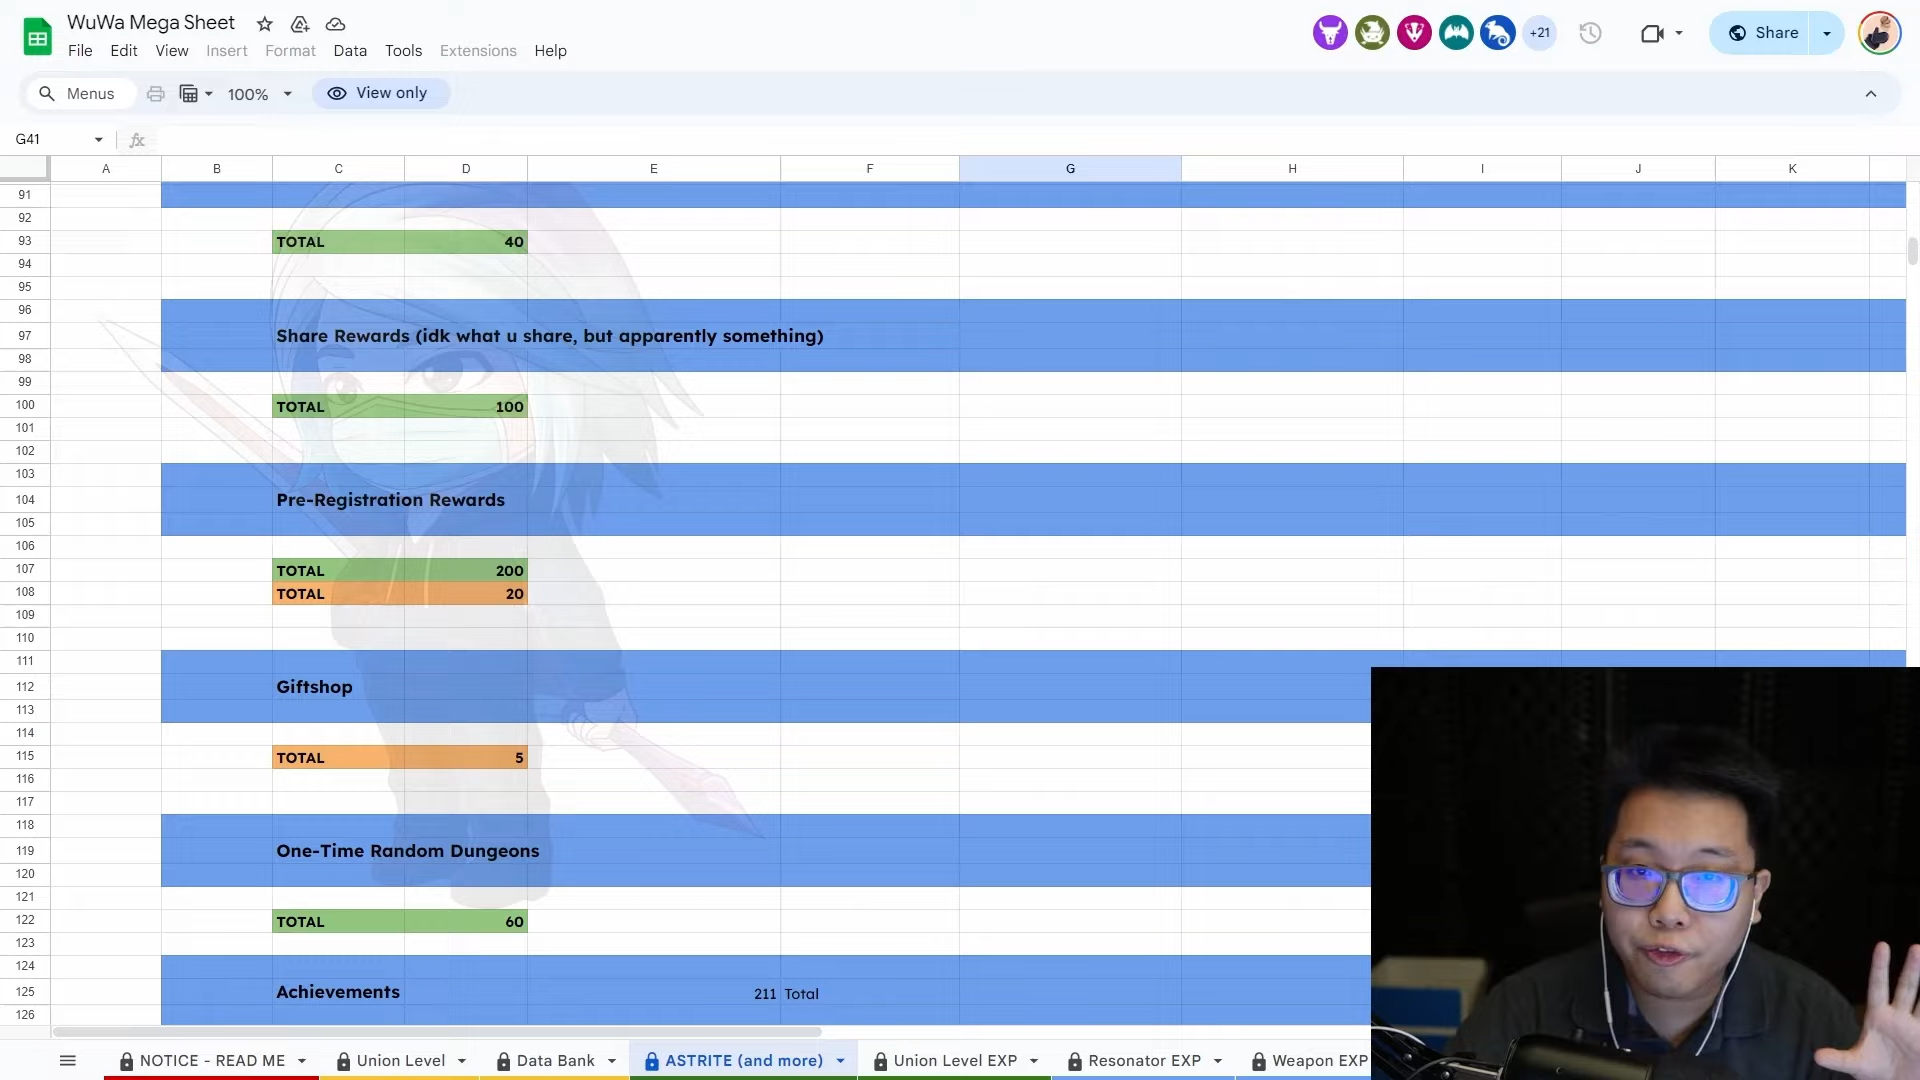 WuWa Mega Sheet
File Edit View Insert Format Data Tools Extensions Help
+21
Share
Menus
100%
View only
G41
fx
A B C D E F G H I J K
91
92
93 TOTAL 40
94
95
96
97 Share Rewards (idk what u share, but apparently something)
98
99
100 TOTAL 100
101
102
103
104 Pre-Registration Rewards
105
106
107 TOTAL 200
108 TOTAL 20
109
110
111
112 Giftshop
113
114
115 TOTAL 5
116
117
118
119 One-Time Random Dungeons
120
121
122 TOTAL 60
123
124
125 Achievements 211 Total
126
NOTICE - READ ME Union Level Data Bank ASTRITE (and more) Union Level EXP Resonator EXP Weapon EXP